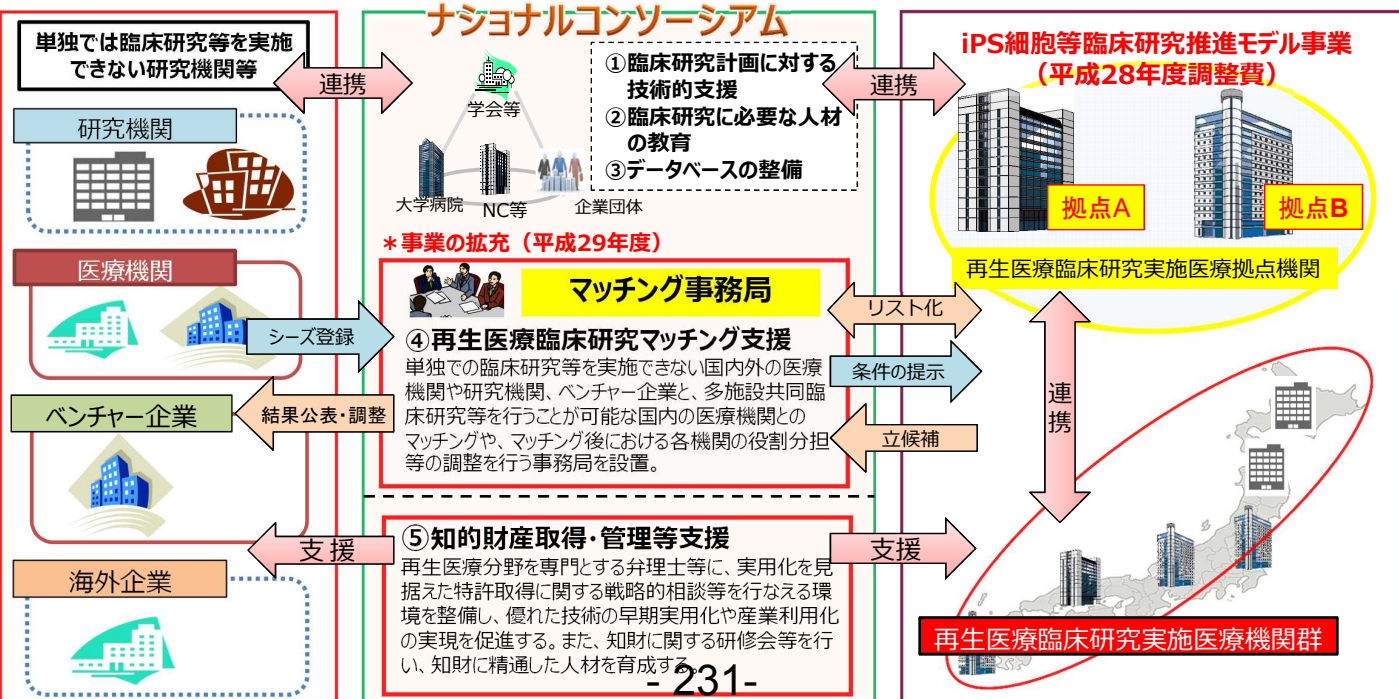 単独では臨床研究等を実施
できない研究機関等
連携
研究機関
医療機関
シーズ登録
ベンチャー企業
結果公表・調整
支援
海外企業
ナショナルコンソーシアム
学会等
大学病院
NC等
企業団体
①臨床研究計画に対する
技術的支援
②臨床研究に必要な人材
の教育
③データベースの整備
連携
＊事業の拡充（平成29年度）
マッチング事務局
④再生医療臨床研究マッチング支援
単独での臨床研究等を実施できない国内外の医療
機関や研究機関、ベンチャー企業と、多施設共同臨
床研究等を行うことが可能な国内の医療機関との
マッチングや、マッチング後における各機関の役割分担
等の調整を行う事務局を設置。
リスト化
条件の提示
立候補
⑤知的財産取得・管理等支援
再生医療分野を専門とする弁理士等に、実用化を見
据えた特許取得に関する戦略的相談等を行なえる環
境を整備し、優れた技術の早期実用化や産業利用化
の実現を促進する。また、知財に関する研修会等を行
い、知財に精通した人材を育成する。
支援
iPS細胞等臨床研究推進モデル事業
（平成28年度調整費）
拠点A
拠点B
再生医療臨床研究実施医療拠点機関
連携
再生医療臨床研究実施医療機関群
- 231-